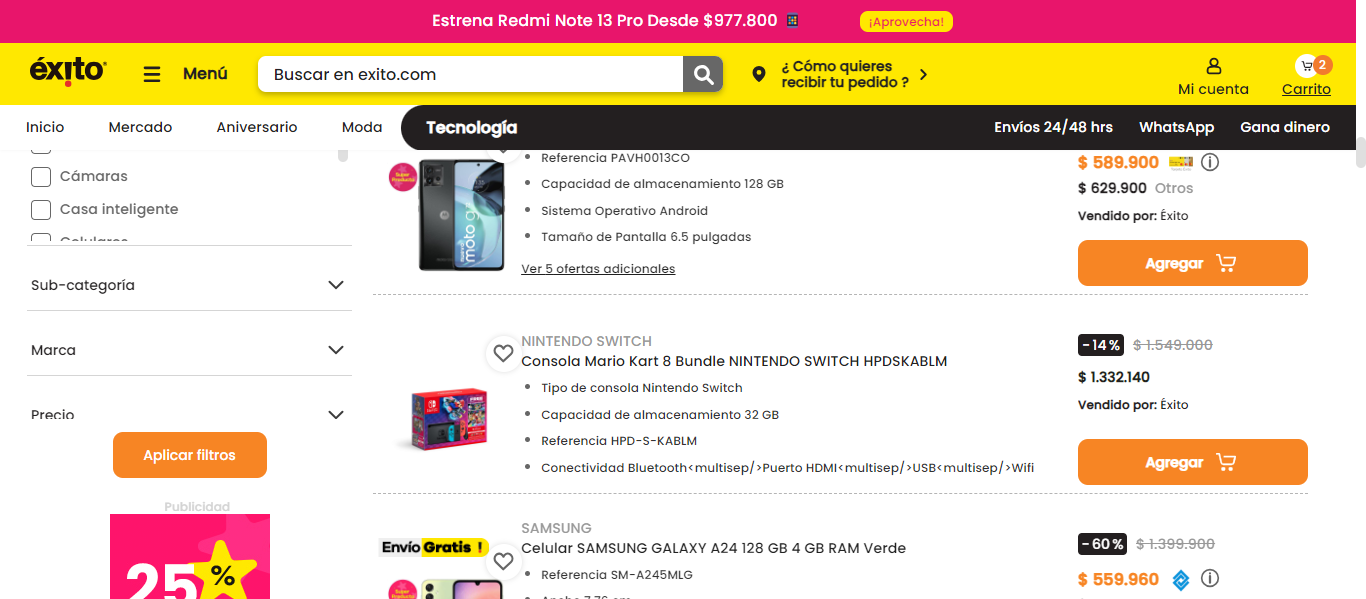 Estrena Redmi Note 13 Pro Desde $977.800
¡Aprovecha!
éxito
Menú
Buscar en exito.com
¿ Cómo quieres
recibir tu pedido ?
Mi cuenta
2
Carrito
Inicio
Mercado
Aniversario
Moda
Tecnología
Envíos 24/48 hrs
WhatsApp
Gana dinero
Cámaras
Casa inteligente
Celulares
Sub-categoría
Marca
Precio
Aplicar filtros
Publicidad
25%
Super
Producto
moto g
Referencia PAVH0013CO
Capacidad de almacenamiento 128 GB
Sistema Operativo Android
Tamaño de Pantalla 6.5 pulgadas
Ver 5 ofertas adicionales
$ 589.900
$ 629.900 Otros
Vendido por: Éxito
Agregar
NINTENDO SWITCH
Consola Mario Kart 8 Bundle NINTENDO SWITCH HPDSKABLM
Tipo de consola Nintendo Switch
Capacidad de almacenamiento 32 GB
Referencia HPD-S-KABLM
Conectividad Bluetooth<multisep/>Puerto HDMI<multisep/>USB<multisep/>Wifi
-14% $ 1.549.000
$ 1.332.140
Vendido por: Éxito
Agregar
Envío Gratis !
Super
Producto
SAMSUNG
Celular SAMSUNG GALAXY A24 128 GB 4 GB RAM Verde
Referencia SM-A245MLG
Ancho 7.76 cm
-60% $ 1.399.900
$ 559.960